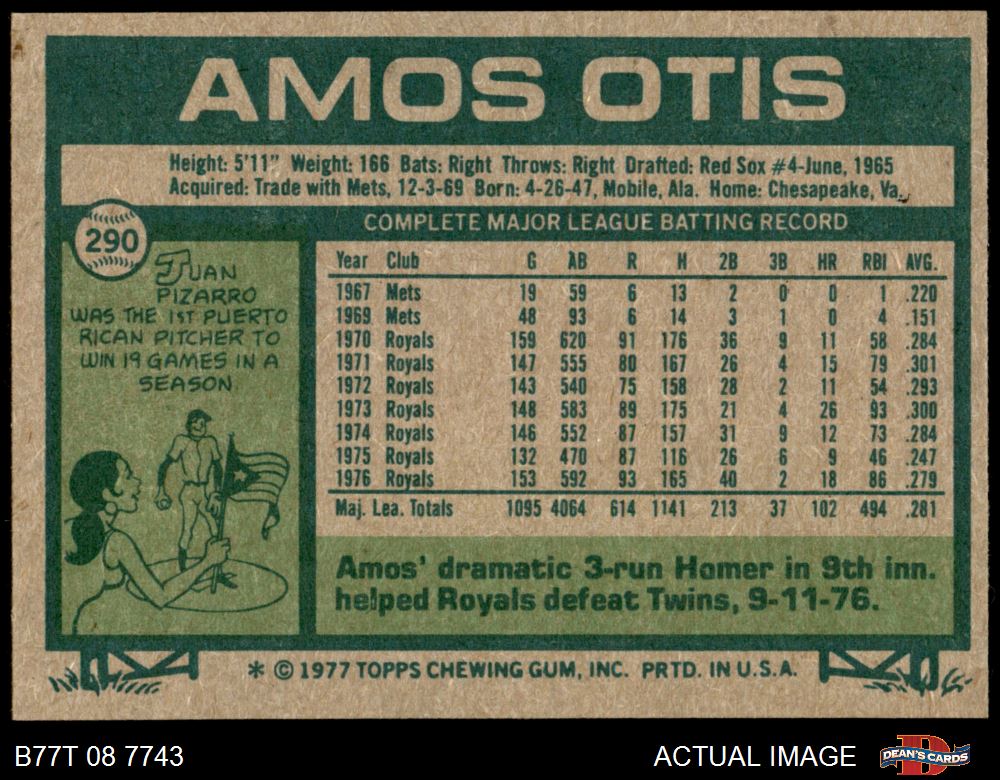 AMOS OTIS
Height: 5'11" Weight: 166 Bats: Right Throws: Right Drafted: Red Sox #4-June, 1965
Acquired: Trade with Mets, 12-3-69 Born: 4-26-47, Mobile, Ala. Home: Chesapeake, Va.
290
JUAN
PIZARRO
WAS THE 1ST PUERTO
RICAN PITCHER TO
WIN 19 GAMES IN A
SEASON.
COMPLETE MAJOR LEAGUE BATTING RECORD
Year Club G AB R H 2B 3B HR RBI AVG.
1967 Mets 19 59 6 13 2 0 0 1 .220
1969 Mets 48 93 6 14 3 1 0 4 .151
1970 Royals 159 620 91 176 36 9 11 58 .284
1971 Royals 147 555 80 167 26 4 15 79 .301
1972 Royals 143 540 75 158 28 2 11 54 .293
1973 Royals 148 583 89 175 21 4 26 93 .300
1974 Royals 146 552 87 157 31 9 12 73 .284
1975 Royals 132 470 87 116 26 6 9 46 .247
1976 Royals 153 592 93 165 40 2 18 86 .279
Maj. Lea. Totals 1095 4064 614 1141 213 37 102 494 .281
Amos' dramatic 3-run Homer in 9th inn.
helped Royals defeat Twins, 9-11-76.
* © 1977 TOPPS CHEWING GUM, INC. PRTD. IN U.S.A.
B77T 08 7743
ACTUAL IMAGE
D
DEAN'S CARDS